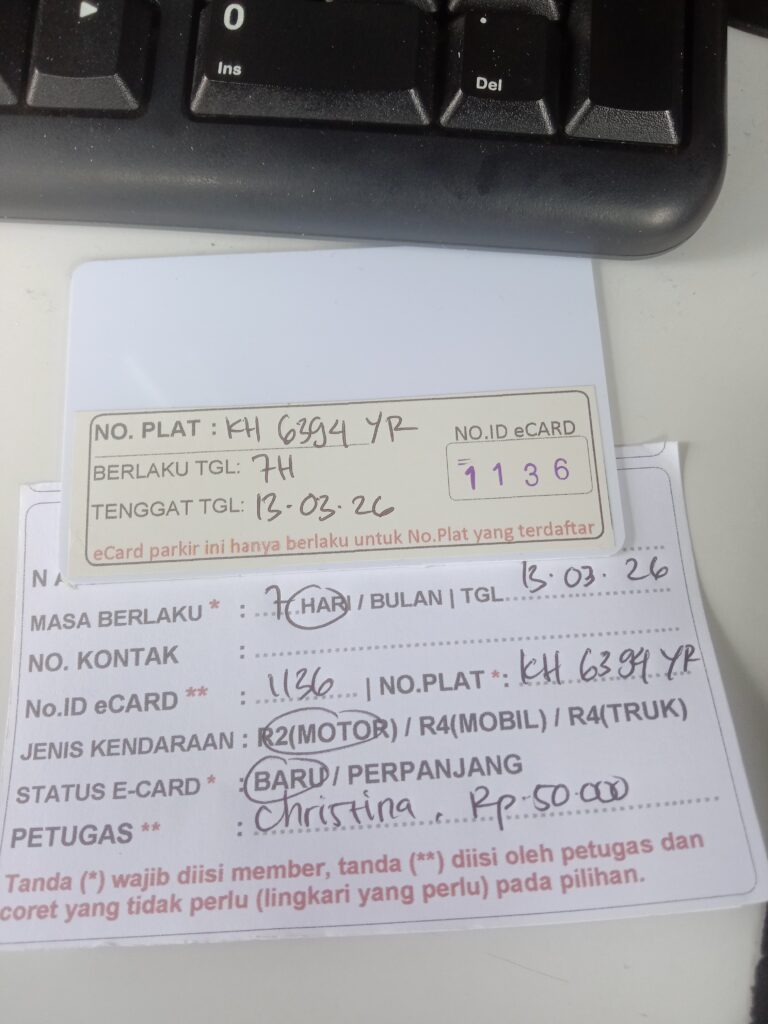 0
Ins
.
Del
NO. PLAT : KH 6394 YR
BERLAKU TGL: 7H
TENGGAT TGL: 13.03.26
NO.ID eCARD
1136
eCard parkir ini hanya berlaku untuk No.Plat yang terdaftar
MASA BERLAKU * : 7 HARI / BULAN | TGL 13.03.26
NO. KONTAK :
No.ID eCARD ** : 1136 | NO.PLAT *: KH 6394 YR
JENIS KENDARAAN : R2(MOTOR) / R4(MOBIL) / R4(TRUK)
STATUS E-CARD * : BARU / PERPANJANG
PETUGAS ** : Christina, Rp.50.000
Tanda (*) wajib diisi member, tanda (**) diisi oleh petugas dan
coret yang tidak perlu (lingkari yang perlu) pada pilihan.